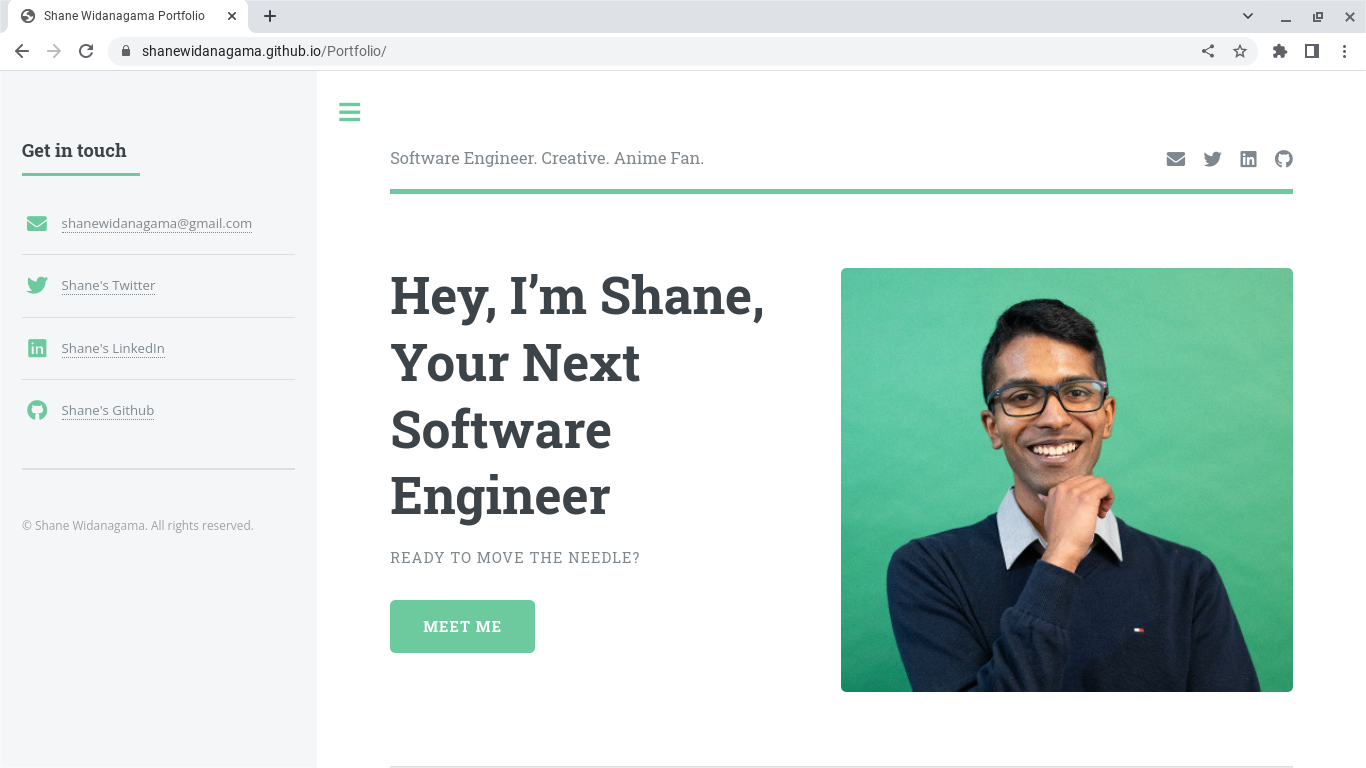 Shane Widanagama Portfolio
shanewidanagama.github.io/Portfolio/
Get in touch
shanewidanagama@gmail.com
Shane's Twitter
Shane's LinkedIn
Shane's Github
© Shane Widanagama. All rights reserved.
Software Engineer. Creative. Anime Fan.
Hey, I’m Shane,
Your Next
Software
Engineer
READY TO MOVE THE NEEDLE?
MEET ME